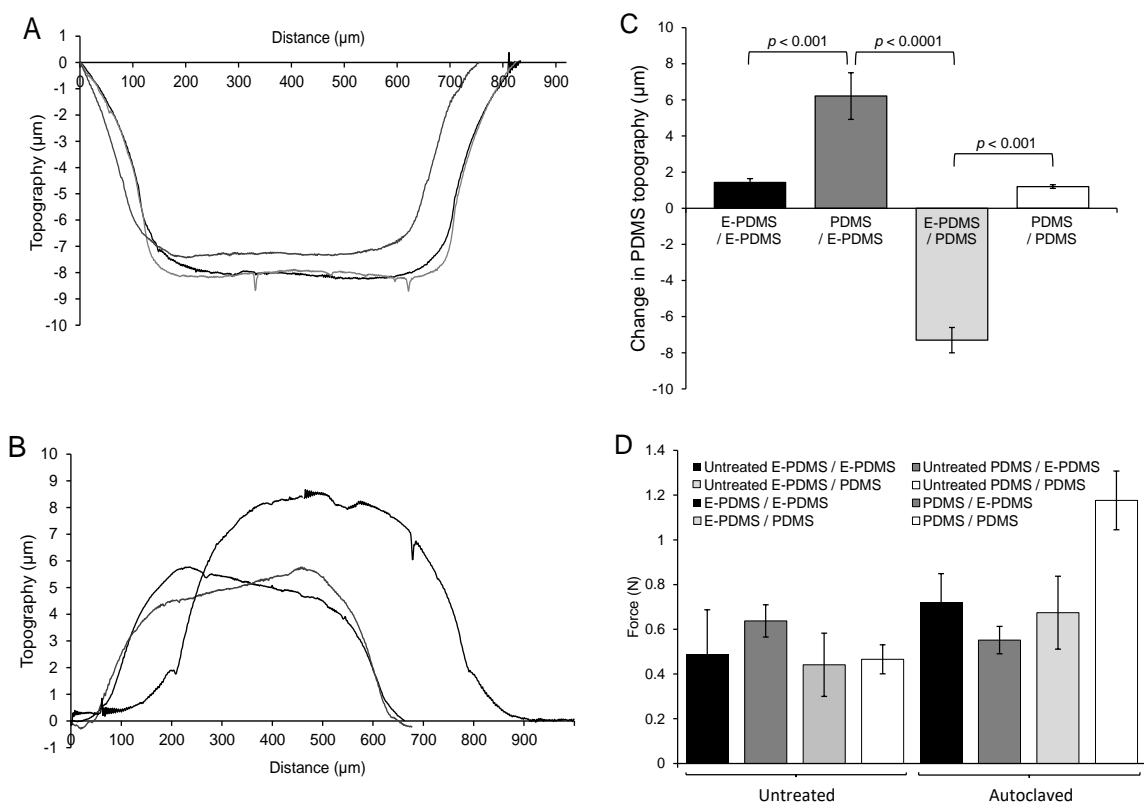 A
Distance (µm)
1
0
-1
-2
-3
-4
-5
-6
-7
-8
-9
-10
0 100 200 300 400 500 600 700 800 900
Topography (µm)
B
10
9
8
7
6
5
4
3
2
1
0
-1
0 100 200 300 400 500 600 700 800 900
Topography (µm)
Distance (µm)
C
10
8
6
4
2
0
-2
-4
-6
-8
-10
Change in PDMS topography (µm)
p < 0.001
p < 0.0001
p < 0.001
E-PDMS
/ E-PDMS
PDMS
/ E-PDMS
E-PDMS
/ PDMS
PDMS
/ PDMS
D
1.4
1.2
1
0.8
0.6
0.4
0.2
0
Force (N)
Untreated E-PDMS / E-PDMS
Untreated PDMS / E-PDMS
Untreated E-PDMS / PDMS
Untreated PDMS / PDMS
E-PDMS / E-PDMS
PDMS / E-PDMS
E-PDMS / PDMS
PDMS / PDMS
Untreated
Autoclaved